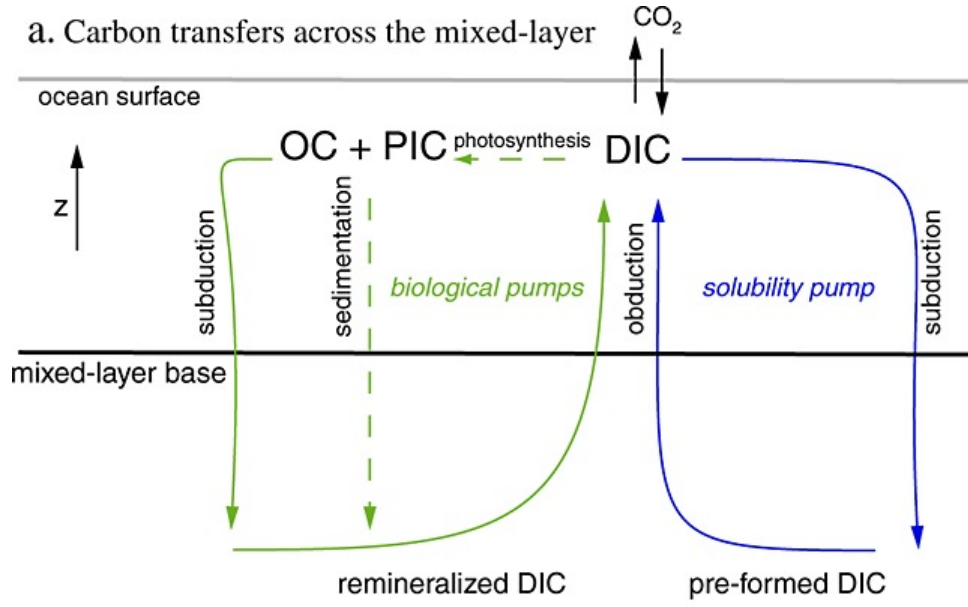 a. Carbon transfers across the mixed-layer
CO₂
ocean surface
OC + PIC
photosynthesis
DIC
z
subduction
sedimentation
biological pumps
obduction
solubility pump
subduction
mixed-layer base
remineralized DIC
pre-formed DIC